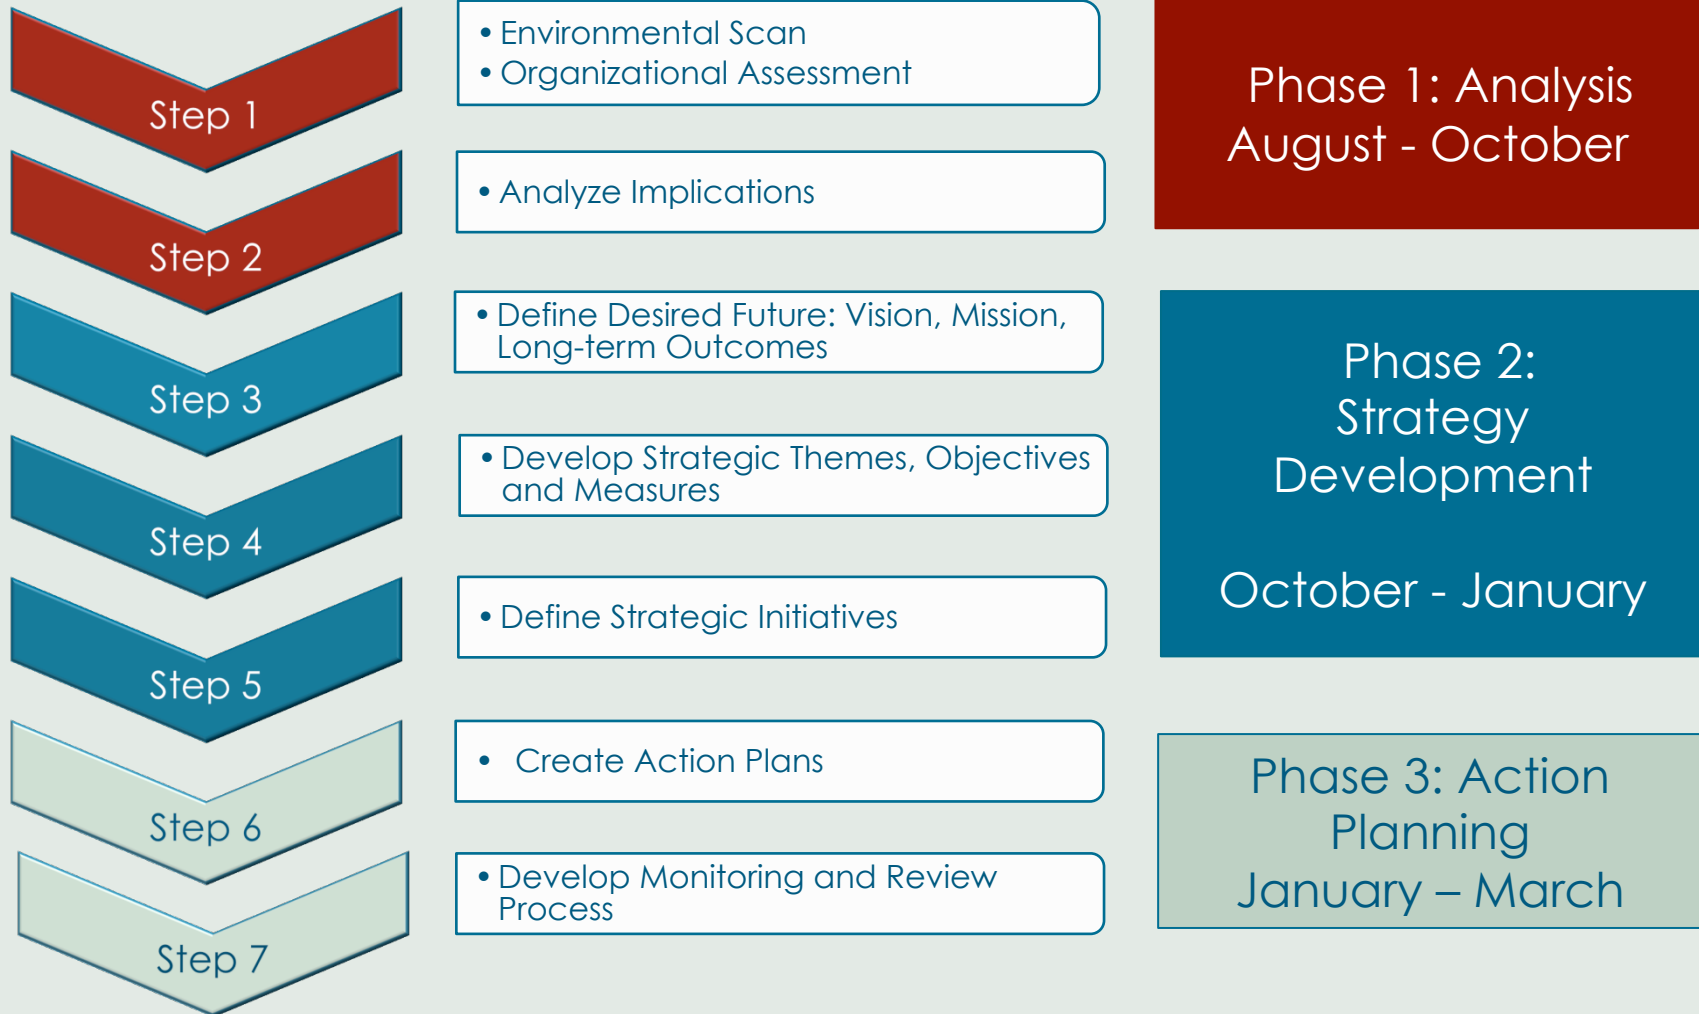 Step 1
• Environmental Scan
• Organizational Assessment
Phase 1: Analysis
August - October
Step 2
• Analyze Implications
Step 3
• Define Desired Future: Vision, Mission,
Long-term Outcomes
Step 4
• Develop Strategic Themes, Objectives
and Measures
Step 5
• Define Strategic Initiatives
Phase 2:
Strategy
Development
October - January
Step 6
• Create Action Plans
Step 7
• Develop Monitoring and Review
Process
Phase 3: Action
Planning
January – March